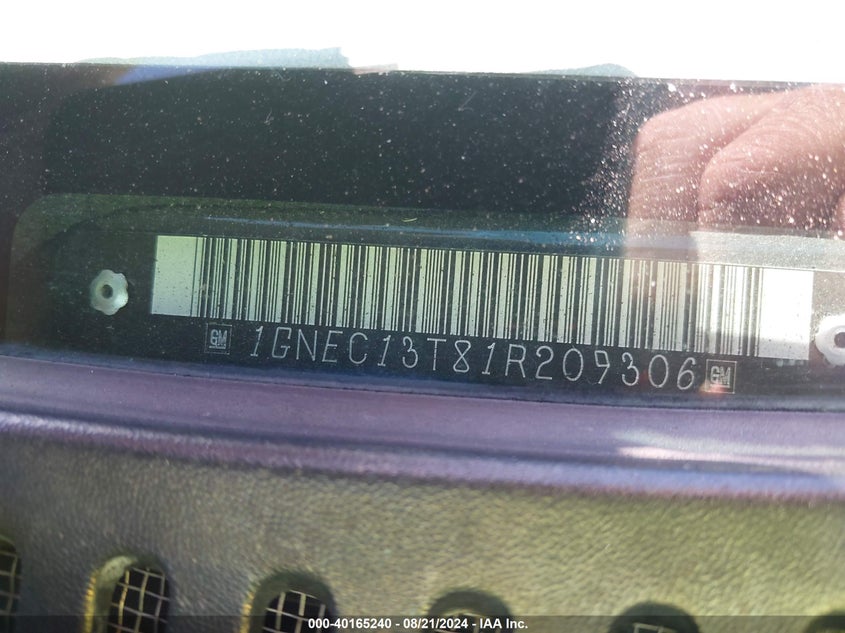 GM 1GNEC13T81R209306 GM
000-40165240 - 08/21/2024 - IAA Inc.